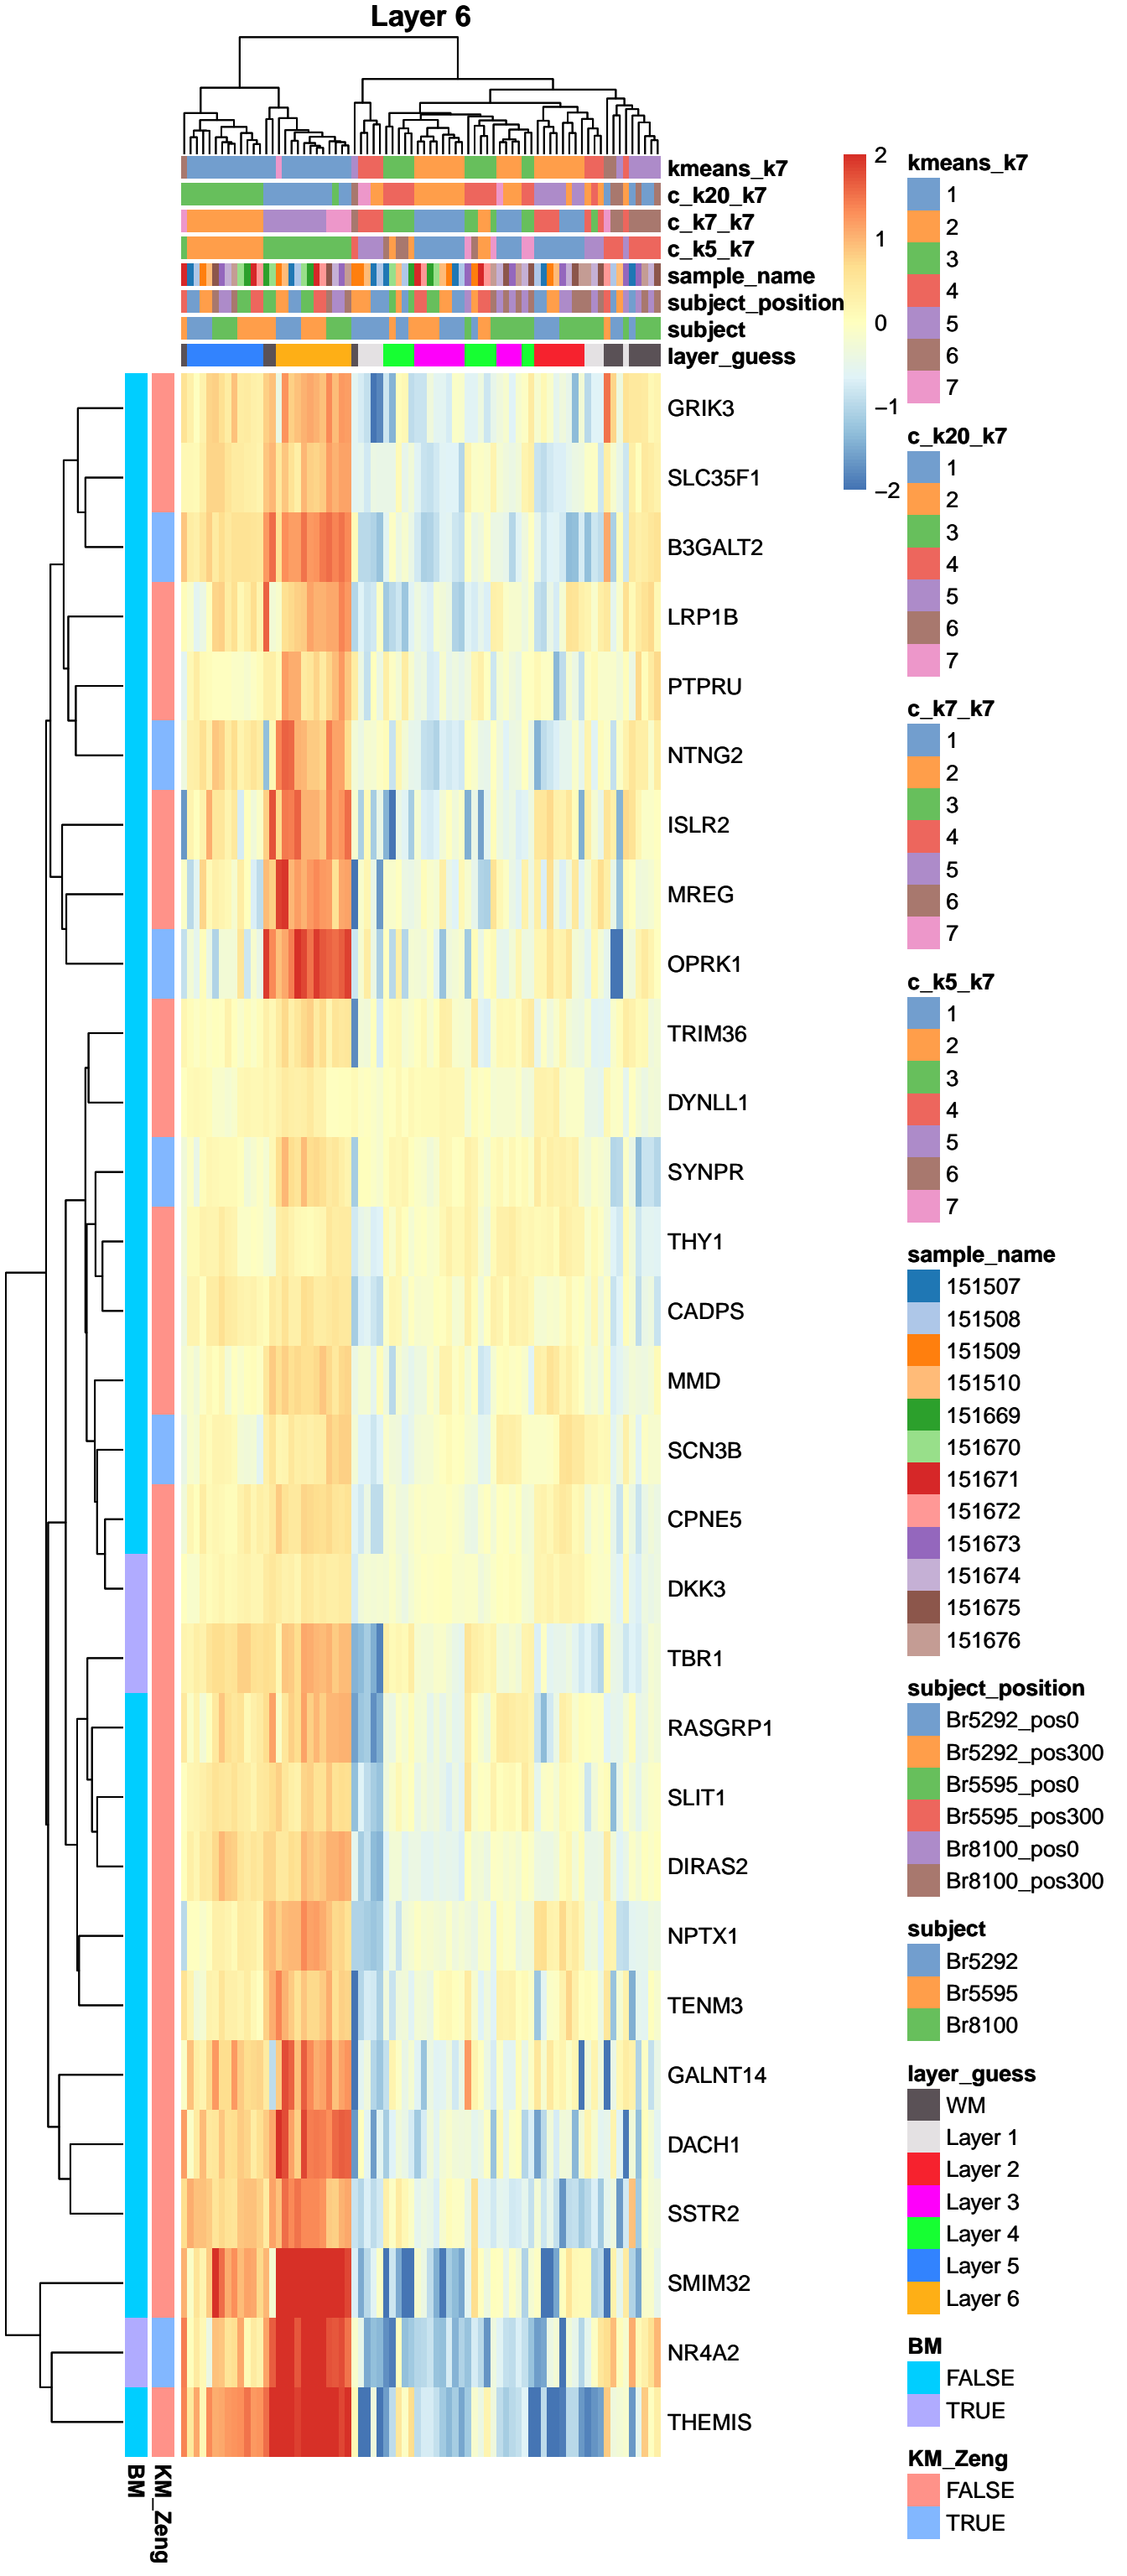 Layer 6
kmeans_k7
c_k20_k7
c_k7_k7
c_k5_k7
sample_name
subject_position
subject
layer_guess
GRIK3
SLC35F1
B3GALT2
LRP1B
PTPRU
NTNG2
ISLR2
MREG
OPRK1
TRIM36
DYNLL1
SYNPR
THY1
CADPS
MMD
SCN3B
CPNE5
DKK3
TBR1
RASGRP1
SLIT1
DIRAS2
NPTX1
TENM3
GALNT14
DACH1
SSTR2
SMIM32
NR4A2
THEMIS
BM
KM_Zeng
2
1
0
−1
−2
kmeans_k7
1
2
3
4
5
6
7
c_k20_k7
1
2
3
4
5
6
7
c_k7_k7
1
2
3
4
5
6
7
c_k5_k7
1
2
3
4
5
6
7
sample_name
151507
151508
151509
151510
151669
151670
151671
151672
151673
151674
151675
151676
subject_position
Br5292_pos0
Br5292_pos300
Br5595_pos0
Br5595_pos300
Br8100_pos0
Br8100_pos300
subject
Br5292
Br5595
Br8100
layer_guess
WM
Layer 1
Layer 2
Layer 3
Layer 4
Layer 5
Layer 6
BM
FALSE
TRUE
KM_Zeng
FALSE
TRUE